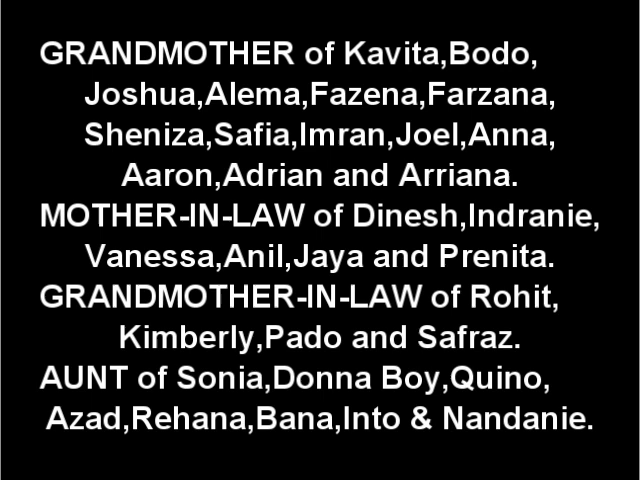 GRANDMOTHER of Kavita,Bodo,
Joshua,Alema,Fazena,Farzana,
Sheniza,Safia,Imran,Joel,Anna,
Aaron,Adrian and Arriana.
MOTHER-IN-LAW of Dinesh,Indranie,
Vanessa,Anil,Jaya and Prenita.
GRANDMOTHER-IN-LAW of Rohit,
Kimberly,Pado and Safraz.
AUNT of Sonia,Donna Boy,Quino,
Azad,Rehana,Bana,Into & Nandanie.